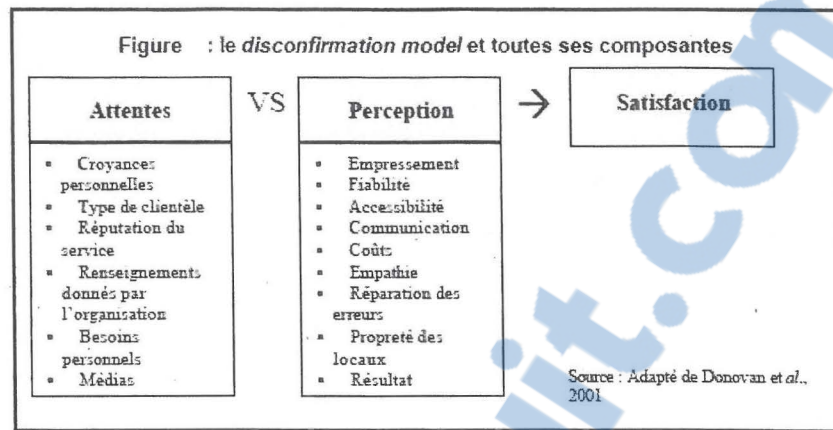 Figure : le disconfirmation model et toutes ses composantes
Attentes
▪ Croyances
personnelles
▪ Type de clientèle
▪ Réputation du
service
▪ Renseignements
donnés par
l'organisation
▪ Besoins
personnels
▪ Médias
VS
Perception
▪ Empressement
▪ Fiabilité
▪ Accessibilité
▪ Communication
▪ Coûts
▪ Empathie
▪ Réparation des
erreurs
▪ Propreté des
locaux
▪ Résultat
→
Satisfaction
Source : Adapté de Donovan et al.,
2001
it.com